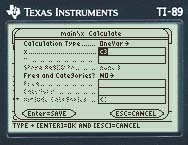 TEXAS INSTRUMENTS TI-89
main\x Calculate
Calculation Type...... OneVar→
x........................ c3
Freq and Categories? NO→
Enter=SAVE ESC=CANCEL
TYPE + [ENTER]=OK AND [ESC]=CANCEL